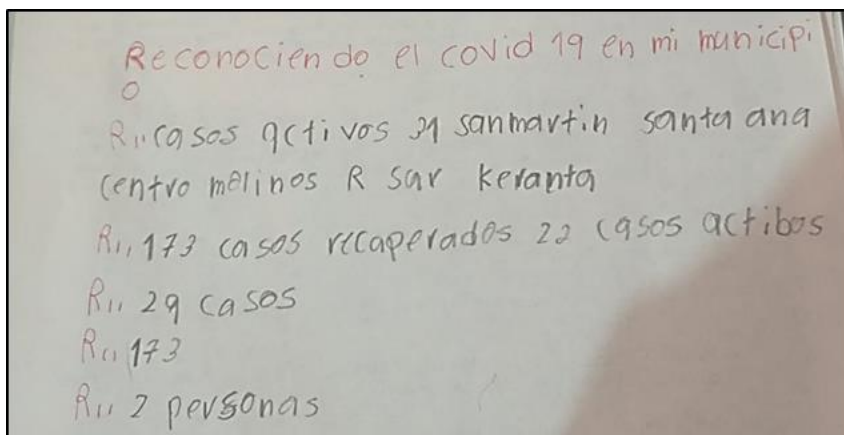 Reconociendo el covid 19 en mi municipi
o
R,, casos activos 31 sanmartin santa ana
centro molinos R sar keranta
R,, 173 casos recaperados 22 casos actibos
R,, 29 casos
R,, 173
R,, 2 personas